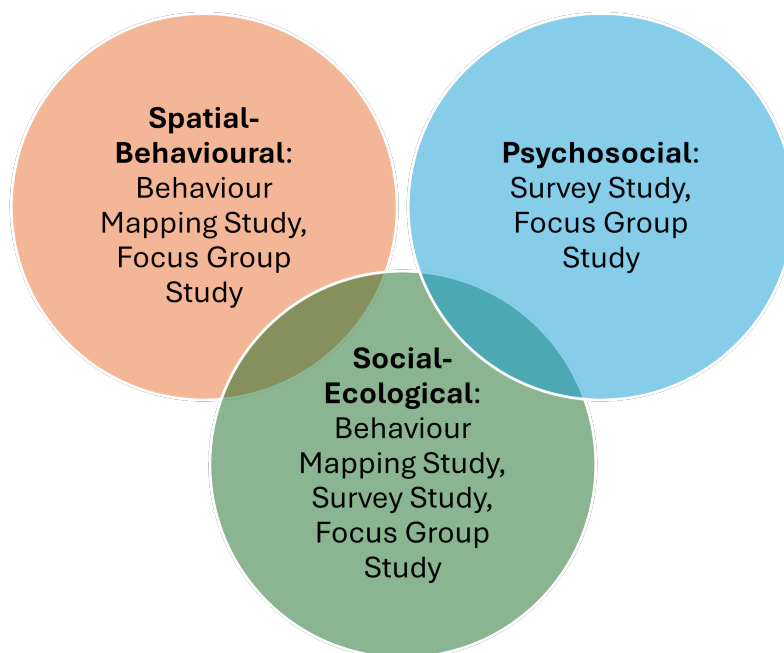 Spatial-
Behavioural:
Behaviour
Mapping Study,
Focus Group
Study
Psychosocial:
Survey Study,
Focus Group
Study
Social-
Ecological:
Behaviour
Mapping Study,
Survey Study,
Focus Group
Study